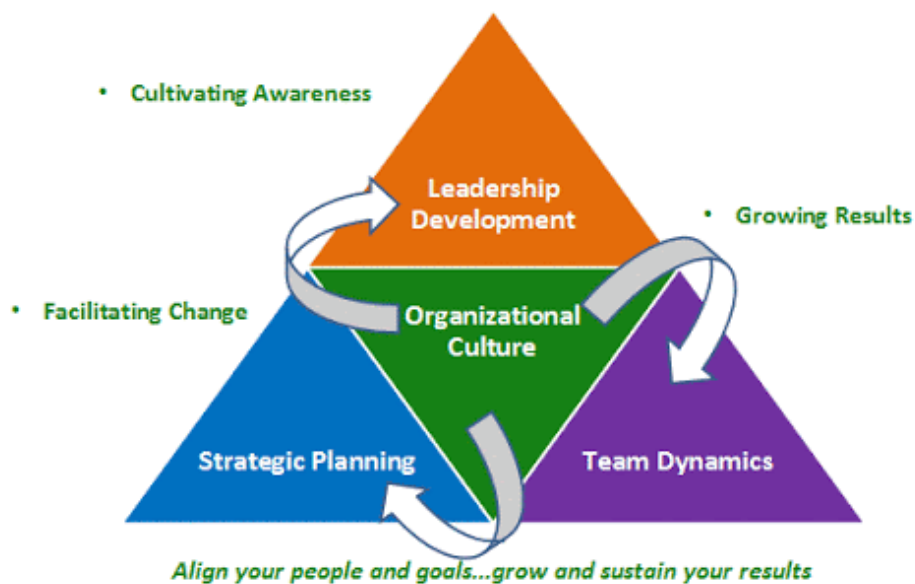 • Cultivating Awareness
Leadership
Development
• Growing Results
• Facilitating Change
Organizational
Culture
Strategic Planning
Team Dynamics
Align your people and goals...grow and sustain your results